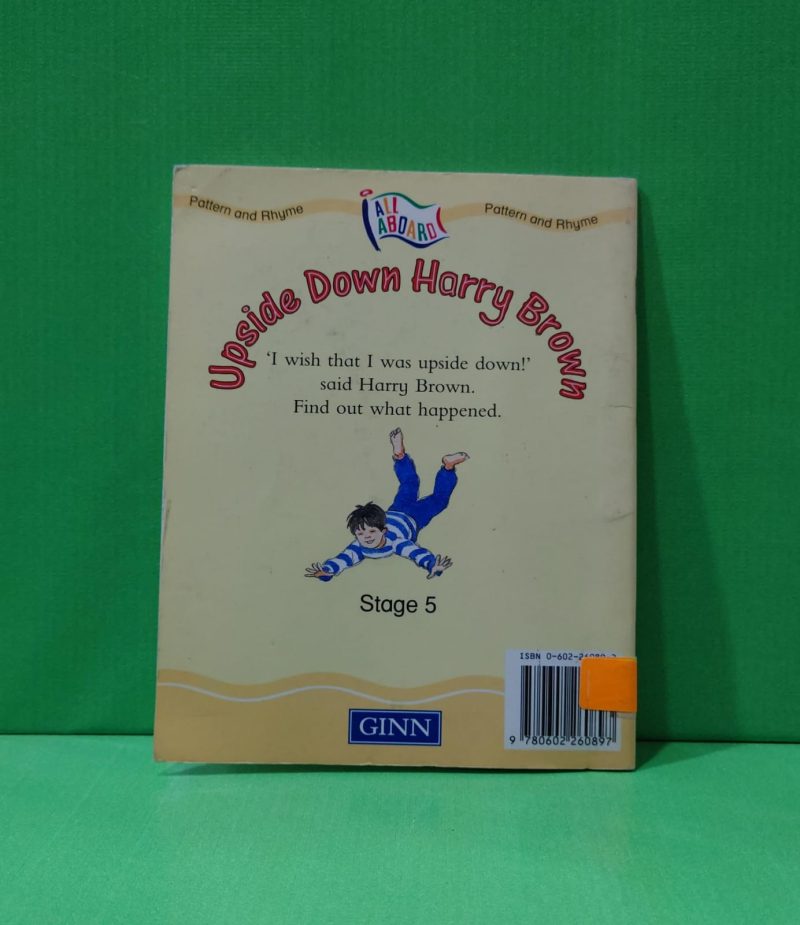 Pattern and Rhyme
ALL
ABOARD
Pattern and Rhyme
Upside Down Harry Brown
‘I wish that I was upside down!’
said Harry Brown.
Find out what happened.
Stage 5
ISBN
GINN
9 780602 260897